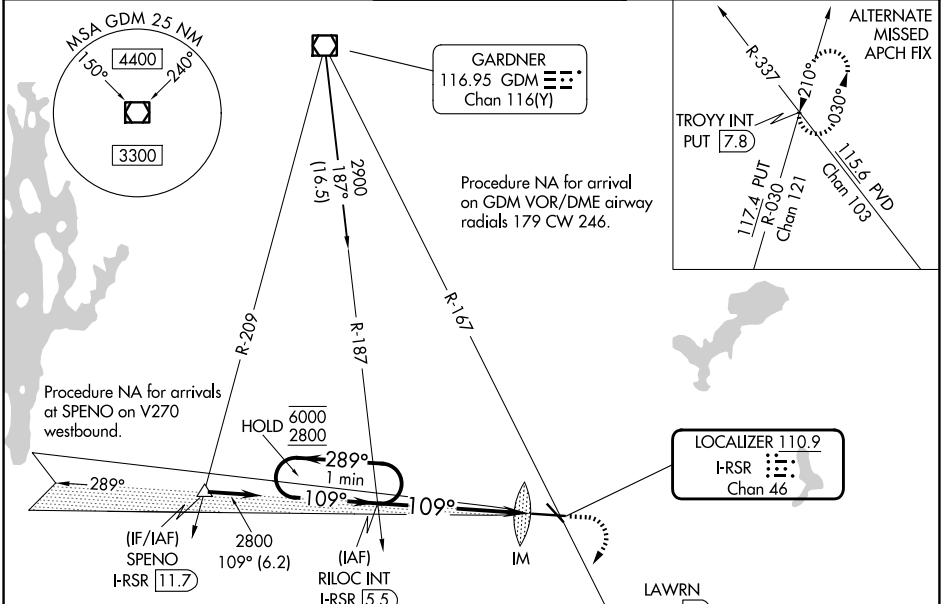 MSA GDM 25 NM
4400
150°
240°
3300
GARDNER
116.95 GDM
Chan 116(Y)
ALTERNATE
MISSED
APCH FIX
R-337
210°
030°
TROYY INT
PUT 7.8
117.4 PUT
R-030
Chan 121
115.6 PVD
Chan 103
2900
187°
(16.5)
Procedure NA for arrival
on GDM VOR/DME airway
radials 179 CW 246.
R-209
R-187
R-167
Procedure NA for arrivals
at SPENO on V270
westbound.
HOLD 6000
2800
289°
1 min
109°
109°
289°
LOCALIZER 110.9
I-RSR
Chan 46
(IF/IAF)
SPENO
I-RSR 11.7
2800
109° (6.2)
(IAF)
RILOC INT
I-RSR 5.5
IM
LAWRN